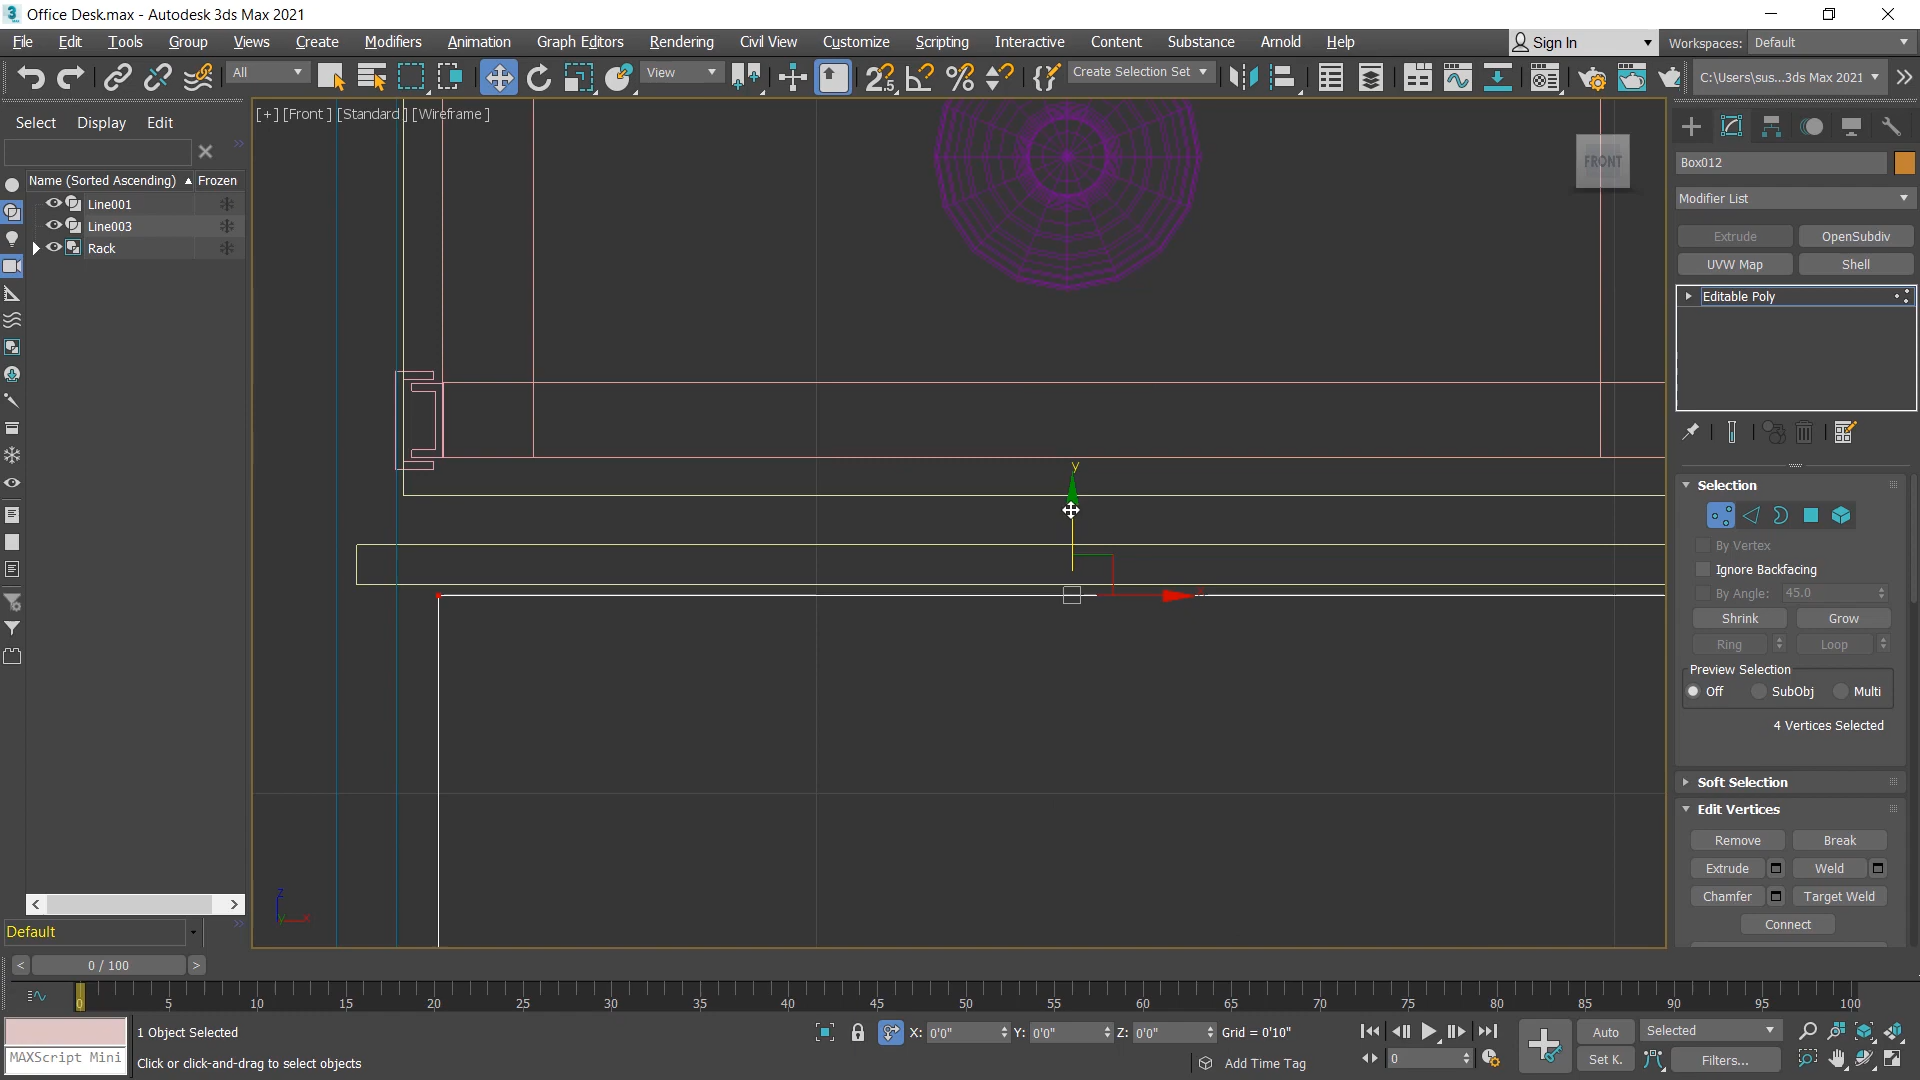 Office Desk.max - Autodesk 3ds Max 2021
File Edit Tools Group Views Create Modifiers Animation Graph Editors Rendering Civil View Customize Scripting Interactive Content Substance Arnold Help
Sign In
Workspaces: Default
All
View
Create Selection Set
C:\Users\sus...3ds Max 2021
Select Display Edit
Name (Sorted Ascending) Frozen
Line001
Line003
Rack
Default
[+] [Front] [Standard] [Wireframe]
FRONT
y
z
x
Box012
Modifier List
Extrude OpenSubdiv
UVW Map Shell
Editable Poly
Selection
By Vertex
Ignore Backfacing
By Angle: 45.0
Shrink Grow
Ring Loop
Preview Selection
Off SubObj Multi
4 Vertices Selected
Soft Selection
Edit Vertices
Remove Break
Extrude Weld
Chamfer Target Weld
Connect
< 0 / 100 >
0 5 10 15 20 25 30 35 40 45 50 55 60 65 70 75 80 85 90 95 100
MAXScript Mini
1 Object Selected
Click or click-and-drag to select objects
X: 0'0" Y: 0'0" Z: 0'0" Grid = 0'10"
Add Time Tag
0
Auto Selected
Set K. Filters...